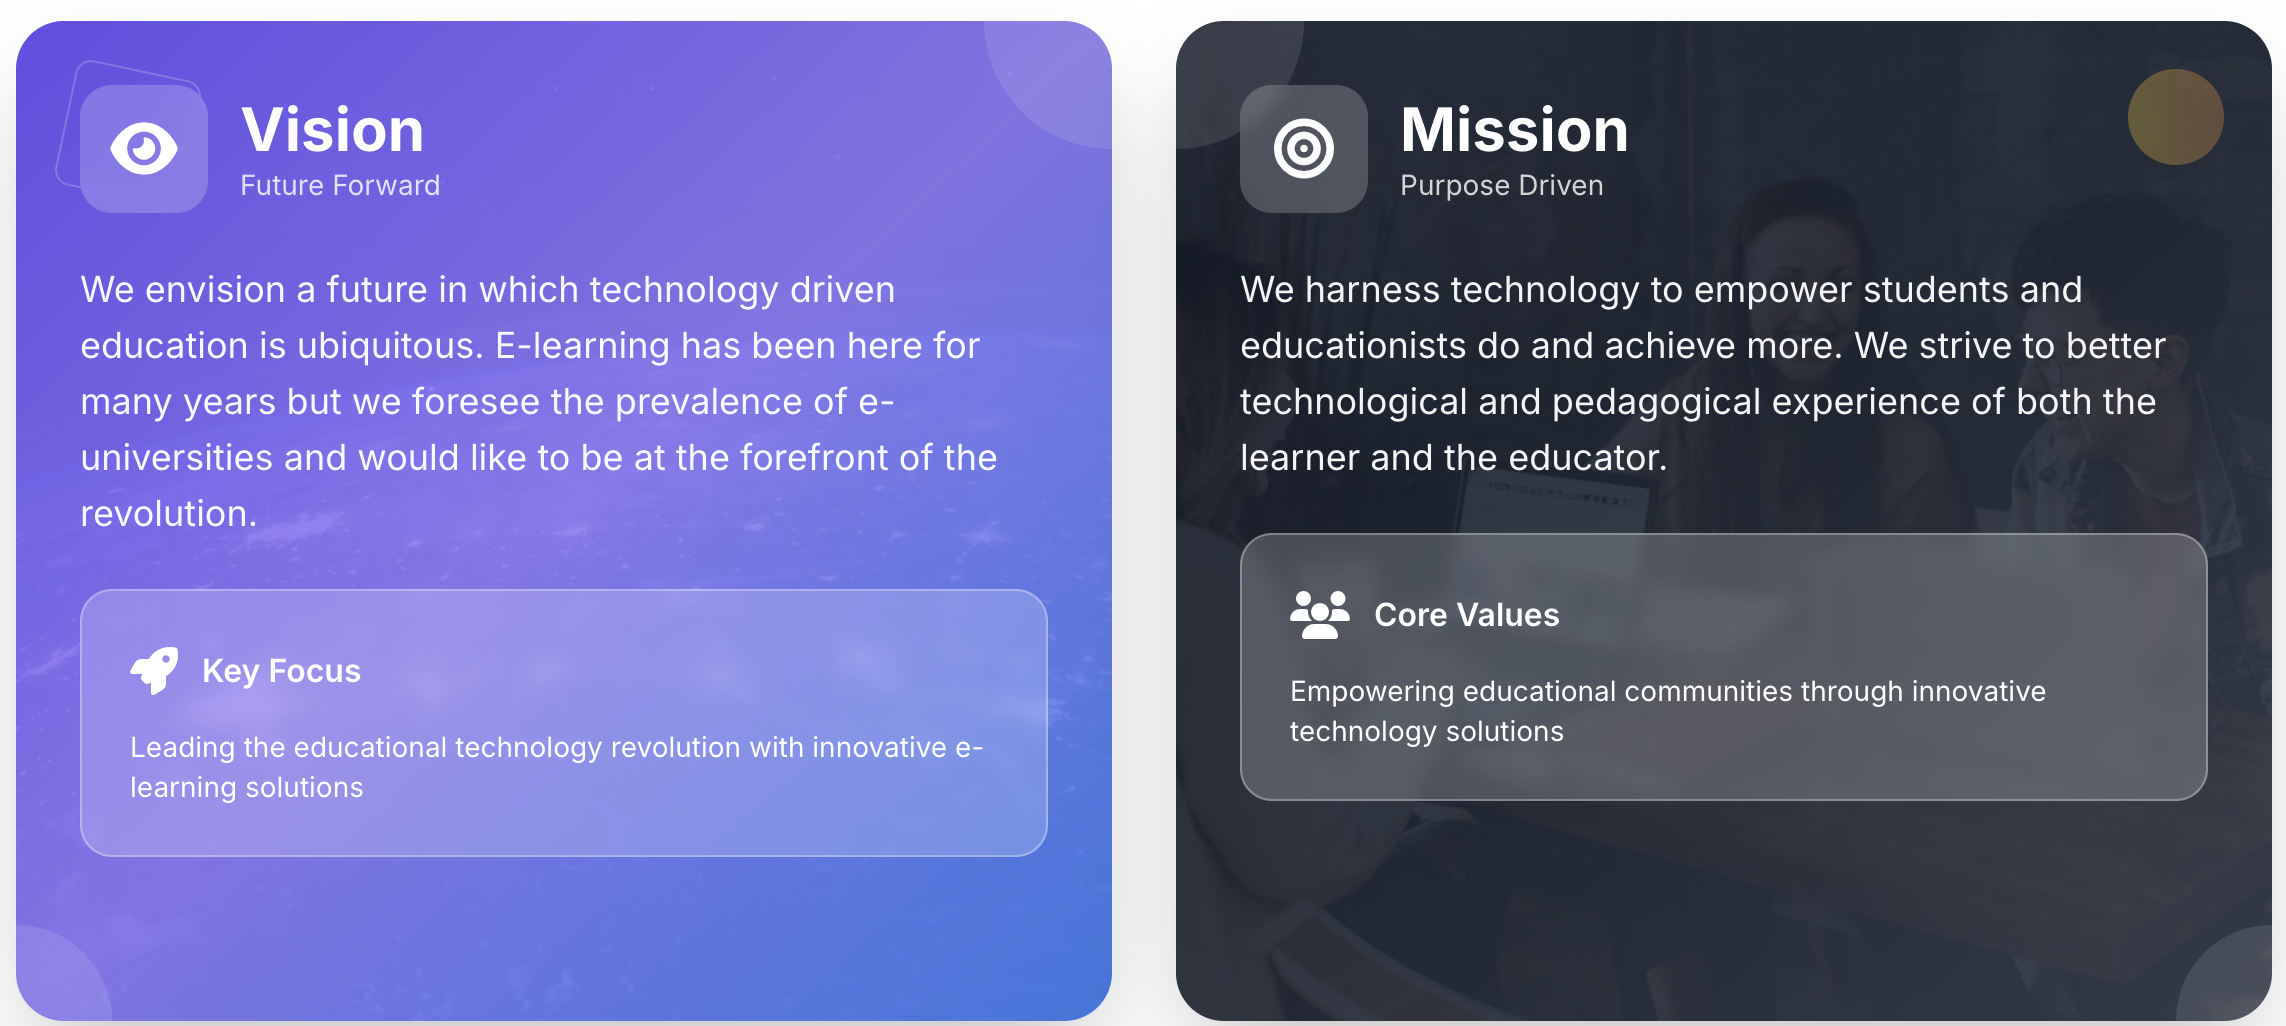 Vision
Future Forward
We envision a future in which technology driven
education is ubiquitous. E-learning has been here for
many years but we foresee the prevalence of e-
universities and would like to be at the forefront of the
revolution.
Key Focus
Leading the educational technology revolution with innovative e-
learning solutions
Mission
Purpose Driven
We harness technology to empower students and
educationists do and achieve more. We strive to better
technological and pedagogical experience of both the
learner and the educator.
Core Values
Empowering educational communities through innovative
technology solutions